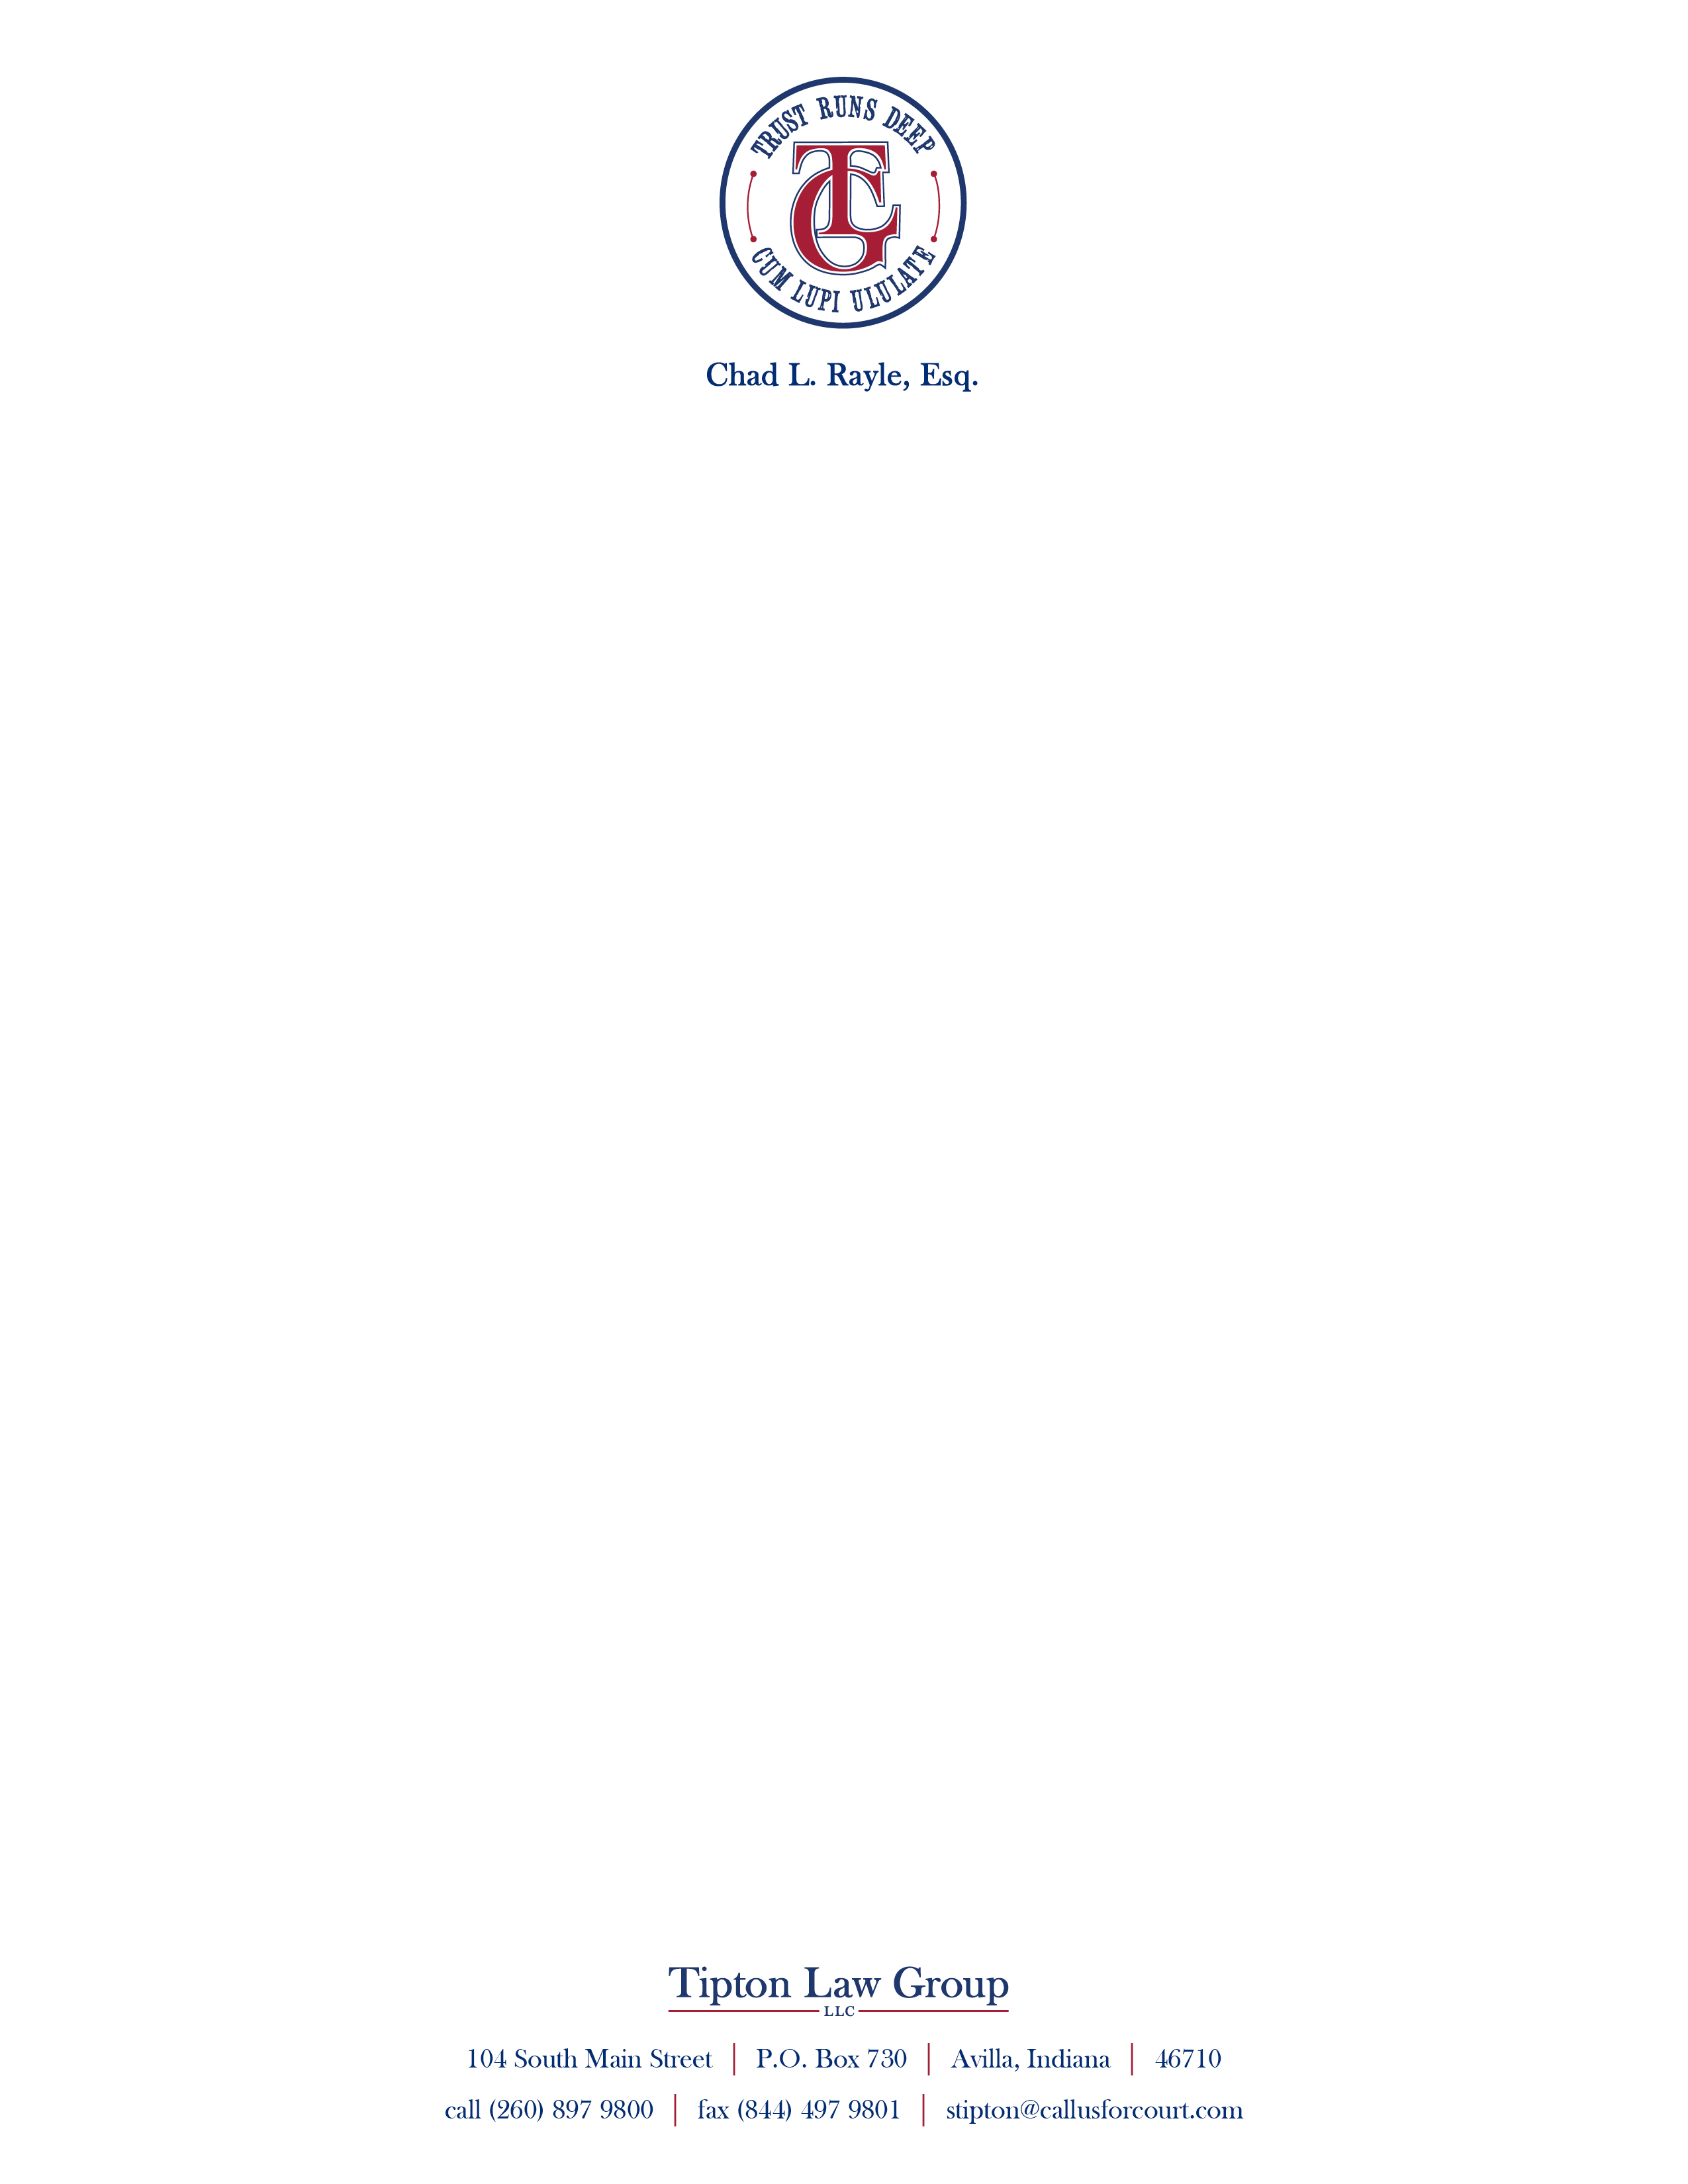 TRUST RUNS DEEP
TLG
CUM LUPI ULULATE
Chad L. Rayle, Esq.
Tipton Law Group
LLC
104 South Main Street | P.O. Box 730 | Avilla, Indiana | 46710
call (260) 897 9800 | fax (844) 497 9801 | stipton@callusforcourt.com